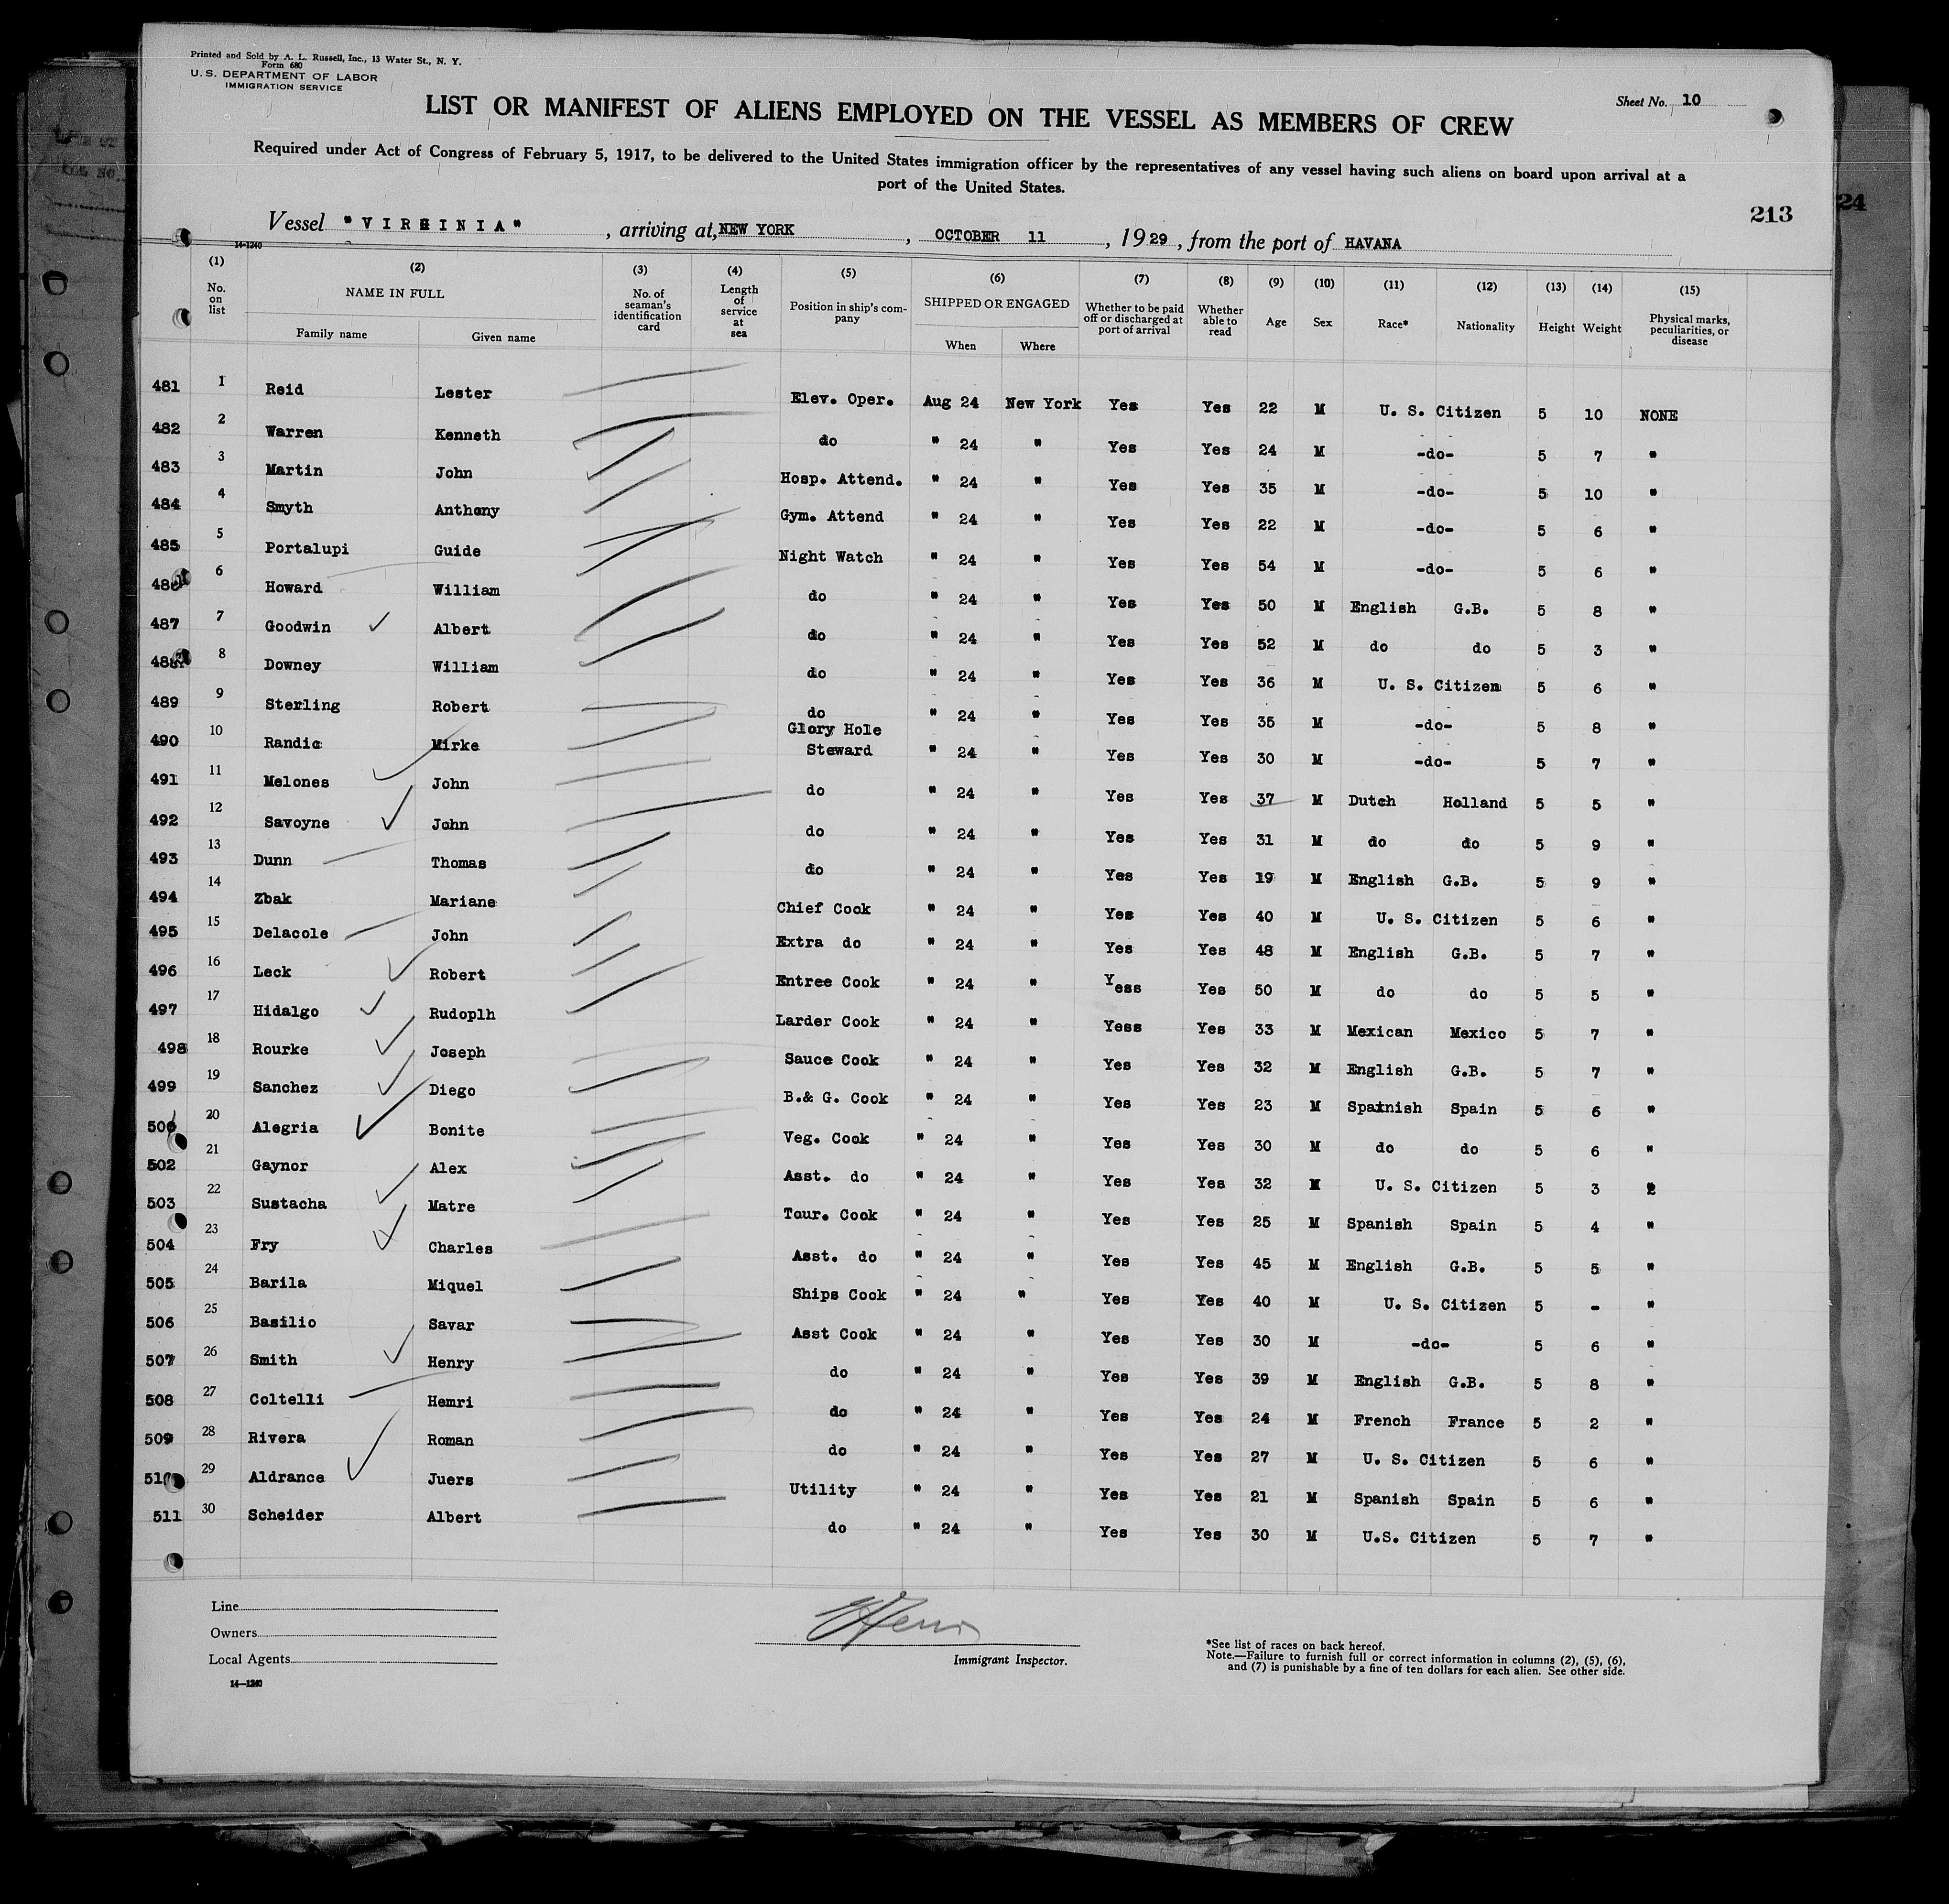 Printed and Sold by A. L. Russell, Inc., 13 Water St., N. Y.
Form 680
U. S. DEPARTMENT OF LABOR
IMMIGRATION SERVICE
Sheet No. 10
LIST OR MANIFEST OF ALIENS EMPLOYED ON THE VESSEL AS MEMBERS OF CREW
Required under Act of Congress of February 5, 1917, to be delivered to the United States immigration officer by the representatives of any vessel having such aliens on board upon arrival at a
port of the United States.
213
24
Vessel "VIRGINIA", arriving at, NEW YORK, OCTOBER 11, 1929, from the port of HAVANA
14-1240
(1) (2) (3) (4) (5) (6) (7) (8) (9) (10) (11) (12) (13) (14) (15)
No. on list NAME IN FULL Family name Given name No. of seaman's identification card Length of service at sea Position in ship's company SHIPPED OR ENGAGED When Where Whether to be paid off or discharged at port of arrival Whether able to read Age Sex Race* Nationality Height Weight Physical marks, peculiarities, or disease
481 1 Reid Lester Elev. Oper. Aug 24 New York Yes Yes 22 M U. S. Citizen 5 10 NONE
482 2 Warren Kenneth do " 24 " Yes Yes 24 M -do- 5 7 "
483 3 Martin John Hosp. Attend. " 24 " Yes Yes 35 M -do- 5 10 "
484 4 Smyth Anthony Gym. Attend " 24 " Yes Yes 22 M -do- 5 6 "
485 5 Portalupi Guide Night Watch " 24 " Yes Yes 54 M -do- 5 6 "
486 6 Howard William do " 24 " Yes Yes 50 M English G.B. 5 8 "
487 7 Goodwin Albert do " 24 " Yes Yes 52 M do do 5 3 "
488 8 Downey William do " 24 " Yes Yes 36 M U. S. Citizen 5 6 "
489 9 Sterling Robert do " 24 " Yes Yes 35 M -do- 5 8 "
490 10 Randic Mirke Glory Hole Steward " 24 " Yes Yes 30 M -do- 5 7 "
491 11 Melones John do " 24 " Yes Yes 37 M Dutch Holland 5 5 "
492 12 Savoyne John do " 24 " Yes Yes 31 M do do 5 9 "
493 13 Dunn Thomas do " 24 " Yes Yes 19 M English G.B. 5 9 "
494 14 Zbak Mariane Chief Cook " 24 " Yes Yes 40 M U. S. Citizen 5 6 "
495 15 Delacole John Extra do " 24 " Yes Yes 48 M English G.B. 5 7 "
496 16 Leck Robert Entree Cook " 24 " Yess Yes 50 M do do 5 5 "
497 17 Hidalgo Rudoplh Larder Cook " 24 " Yess Yes 33 M Mexican Mexico 5 7 "
498 18 Rourke Joseph Sauce Cook " 24 " Yes Yes 32 M English G.B. 5 7 "
499 19 Sanchez Diego B.& G. Cook " 24 " Yes Yes 23 M Spainish Spain 5 6 "
500 20 Alegria Bonite Veg. Cook " 24 " Yes Yes 30 M do do 5 6 "
502 21 Gaynor Alex Asst. do " 24 " Yes Yes 32 M U. S. Citizen 5 3 "
503 22 Sustacha Matre Tour. Cook " 24 " Yes Yes 25 M Spanish Spain 5 4 "
504 23 Fry Charles Asst. do " 24 " Yes Yes 45 M English G.B. 5 5 "
505 24 Barila Miquel Ships Cook " 24 " Yes Yes 40 M U. S. Citizen 5 - "
506 25 Basilio Savar Asst Cook " 24 " Yes Yes 30 M -do- 5 6 "
507 26 Smith Henry do " 24 " Yes Yes 39 M English G.B. 5 8 "
508 27 Coltelli Hemri do " 24 " Yes Yes 24 M French France 5 2 "
509 28 Rivera Roman do " 24 " Yes Yes 27 M U. S. Citizen 5 6 "
510 29 Aldrance Juers Utility " 24 " Yes Yes 21 M Spanish Spain 5 6 "
511 30 Scheider Albert do " 24 " Yes Yes 30 M U.S. Citizen 5 7 "
Line
Owners
Local Agents
14—1240
Immigrant Inspector.
*See list of races on back hereof.
Note.—Failure to furnish full or correct information in columns (2), (5), (6),
and (7) is punishable by a fine of ten dollars for each alien. See other side.